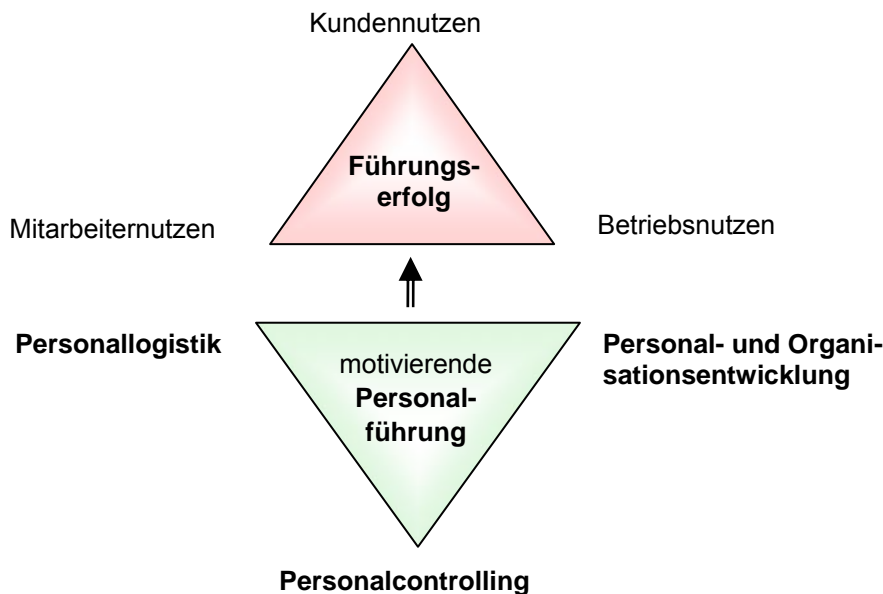 Kundennutzen
Führungs-
erfolg
Mitarbeiternutzen
Betriebsnutzen
Personallogistik
motivierende
Personal-
führung
Personal- und Organi-
sationsentwicklung
Personalcontrolling